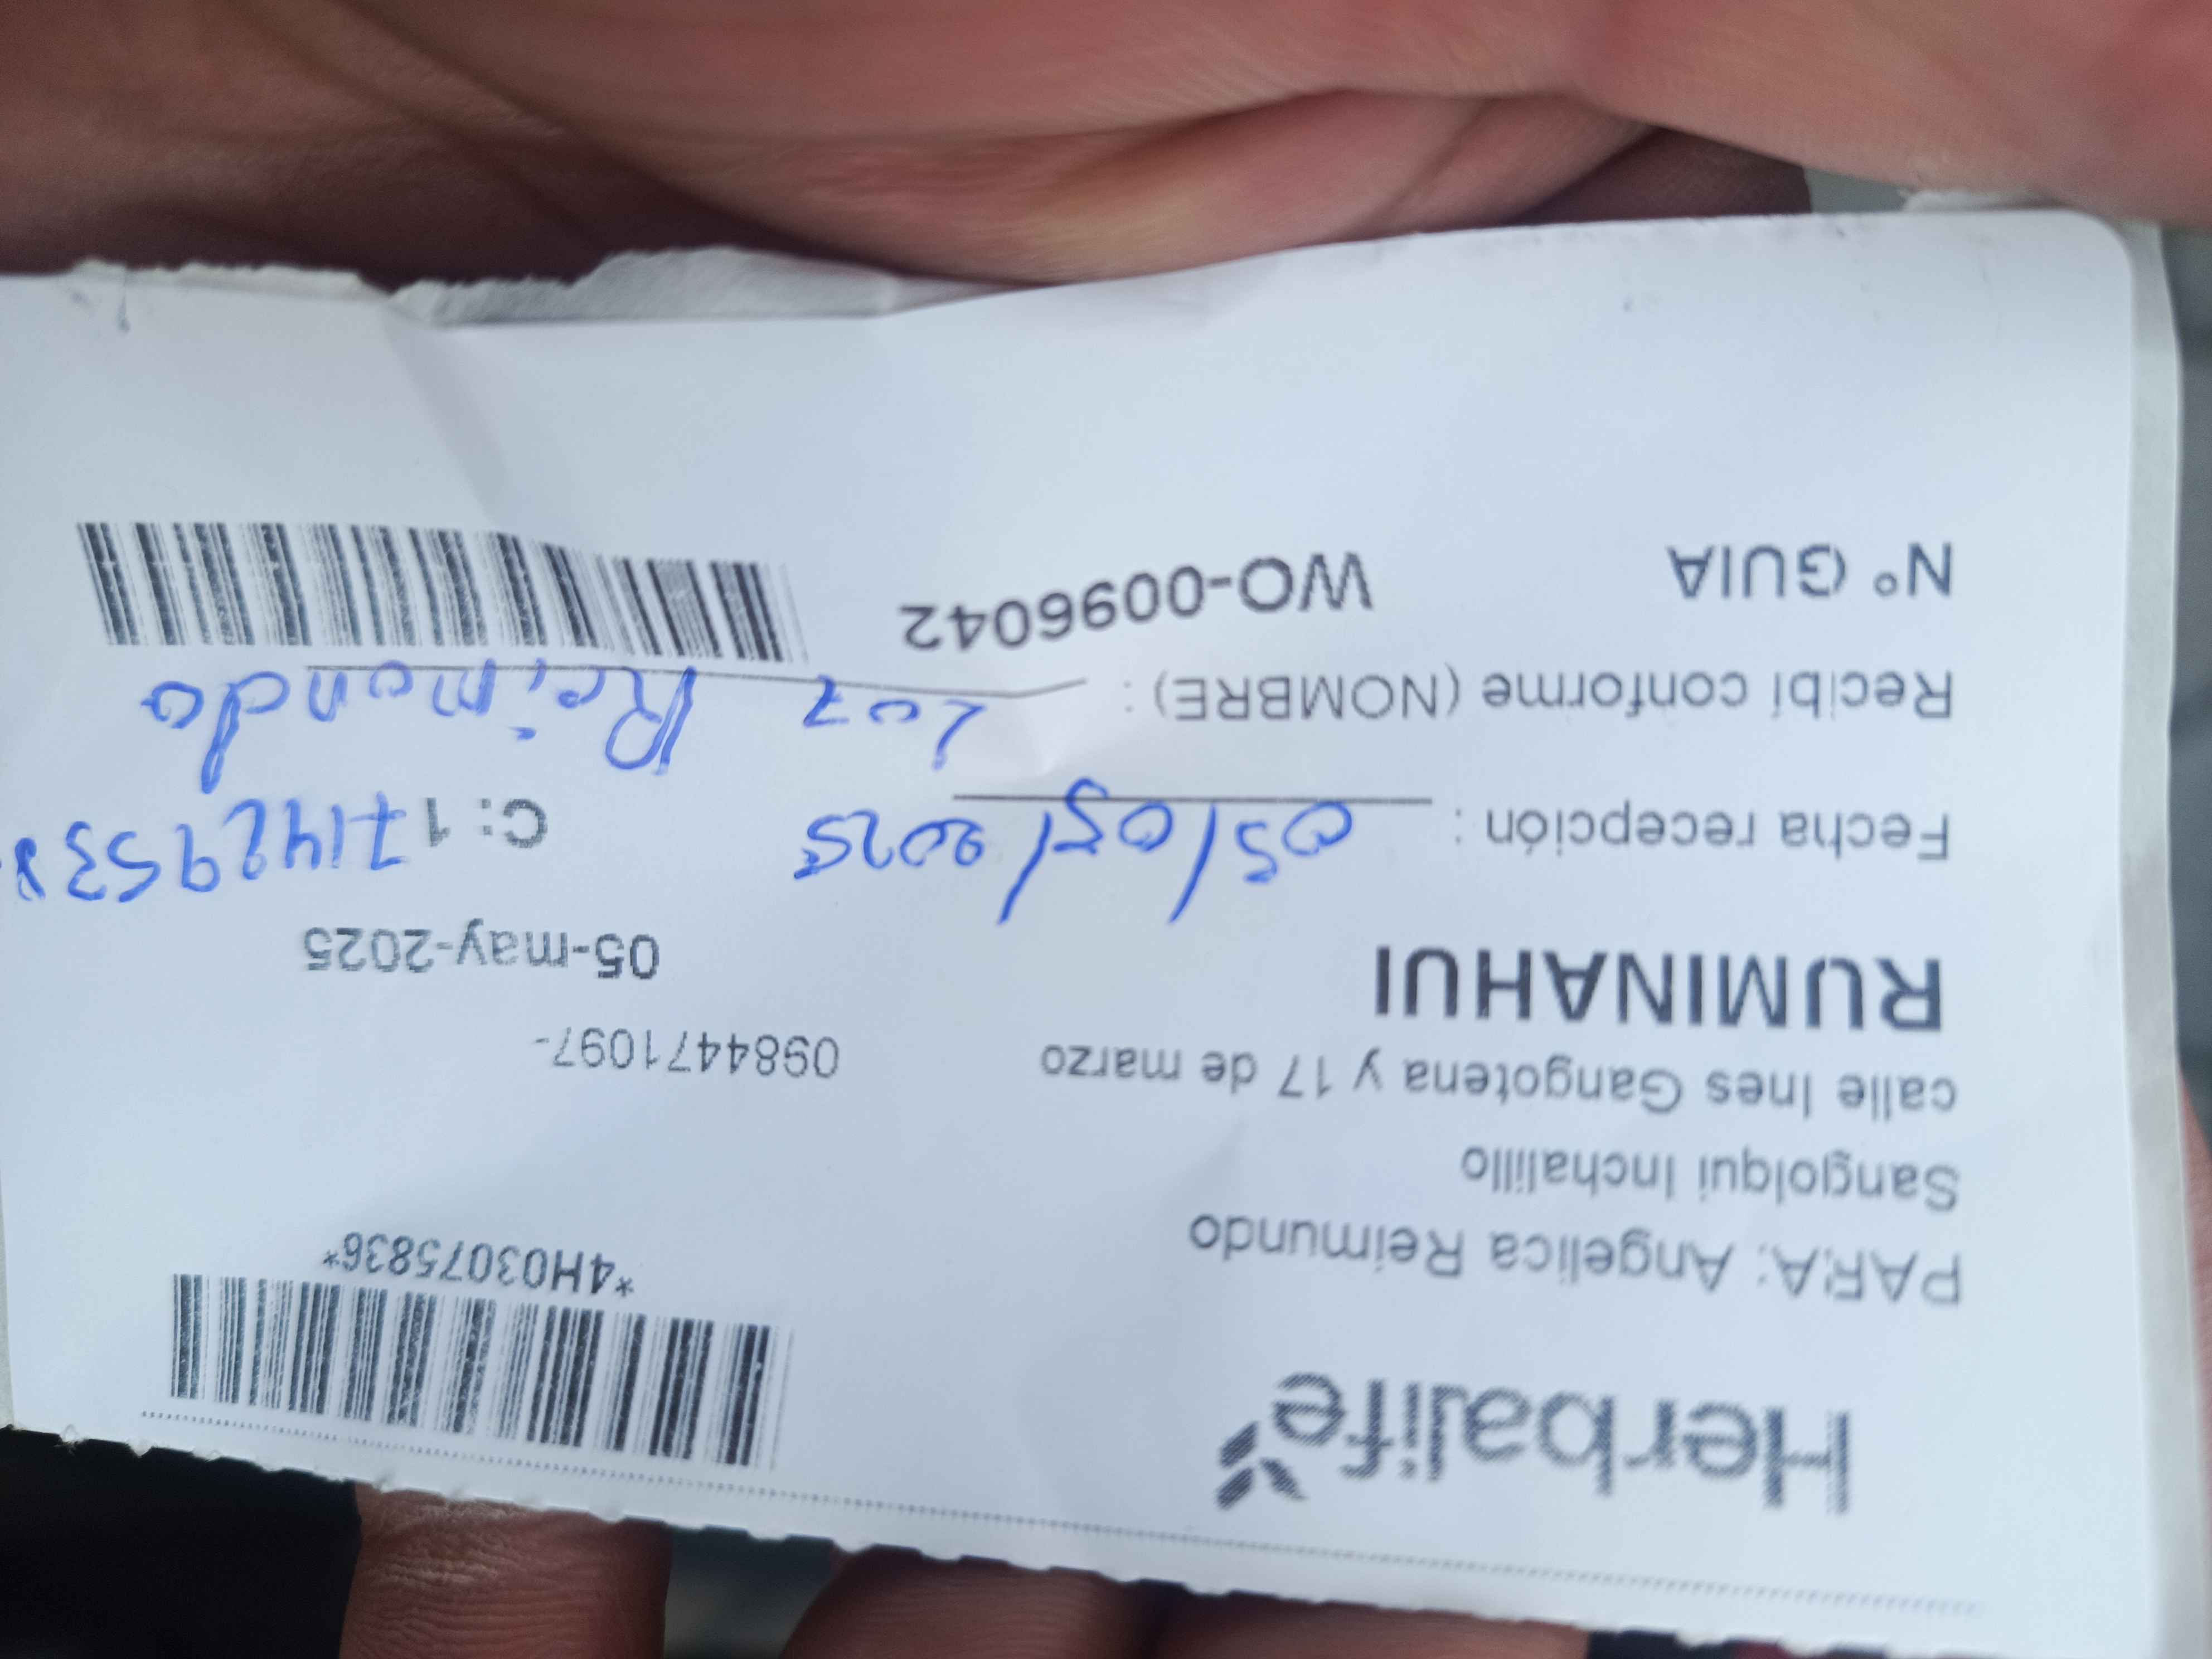 Herbalife
*4H03075836*
PARA: Angelica Reimundo
Sangolqui Inchalillo
calle Ines Gangotena y 17 de marzo
0984471097-
RUMINAHUI
05-may-2025
Fecha recepción : 05/05/2025 C: 171429538
Recibí conforme (NOMBRE) : Luz Reimundo
N° GUIA WO-0096042